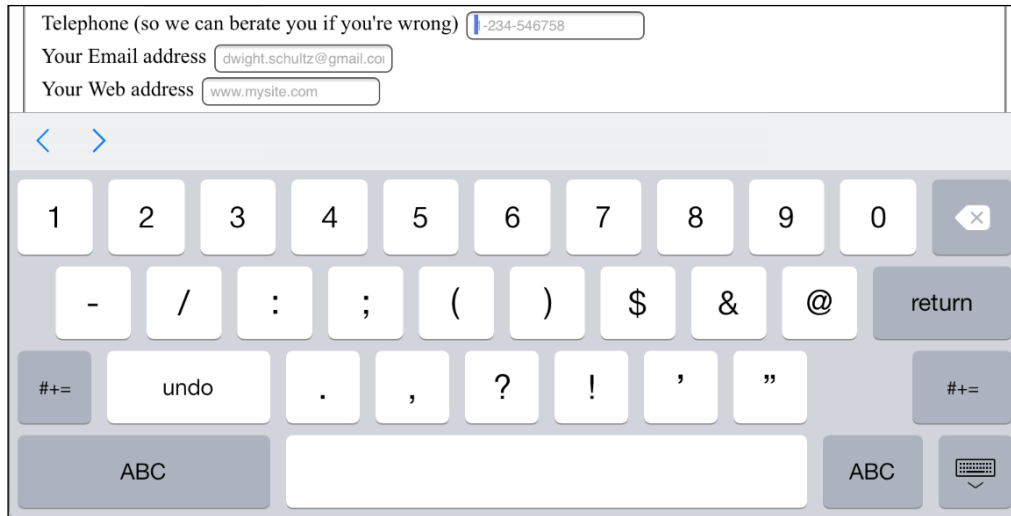 Telephone (so we can berate you if you're wrong) 1-234-546758
Your Email address dwight.schultz@gmail.co
Your Web address www.mysite.com
1 2 3 4 5 6 7 8 9 0
- / : ; ( ) $ & @ return
#+= undo . , ? ! ’ ” #+=
ABC ABC